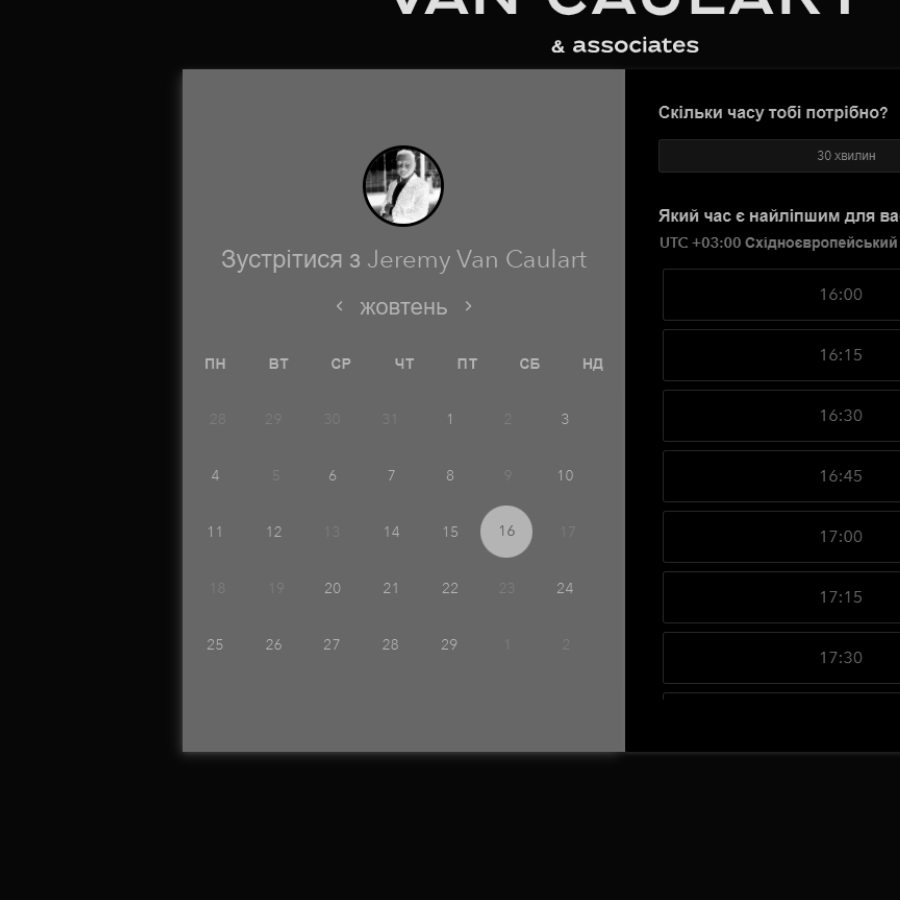 VAN CAULART
& associates
Зустрітися з Jeremy Van Caulart
жовтень
ПН ВТ СР ЧТ ПТ СБ НД
28 29 30 31 1 2 3
4 5 6 7 8 9 10
11 12 13 14 15 16 17
18 19 20 21 22 23 24
25 26 27 28 29 1 2
Скільки часу тобі потрібно?
30 хвилин
Який час є найліпшим для ва
UTC +03:00 Східноєвропейський
16:00
16:15
16:30
16:45
17:00
17:15
17:30